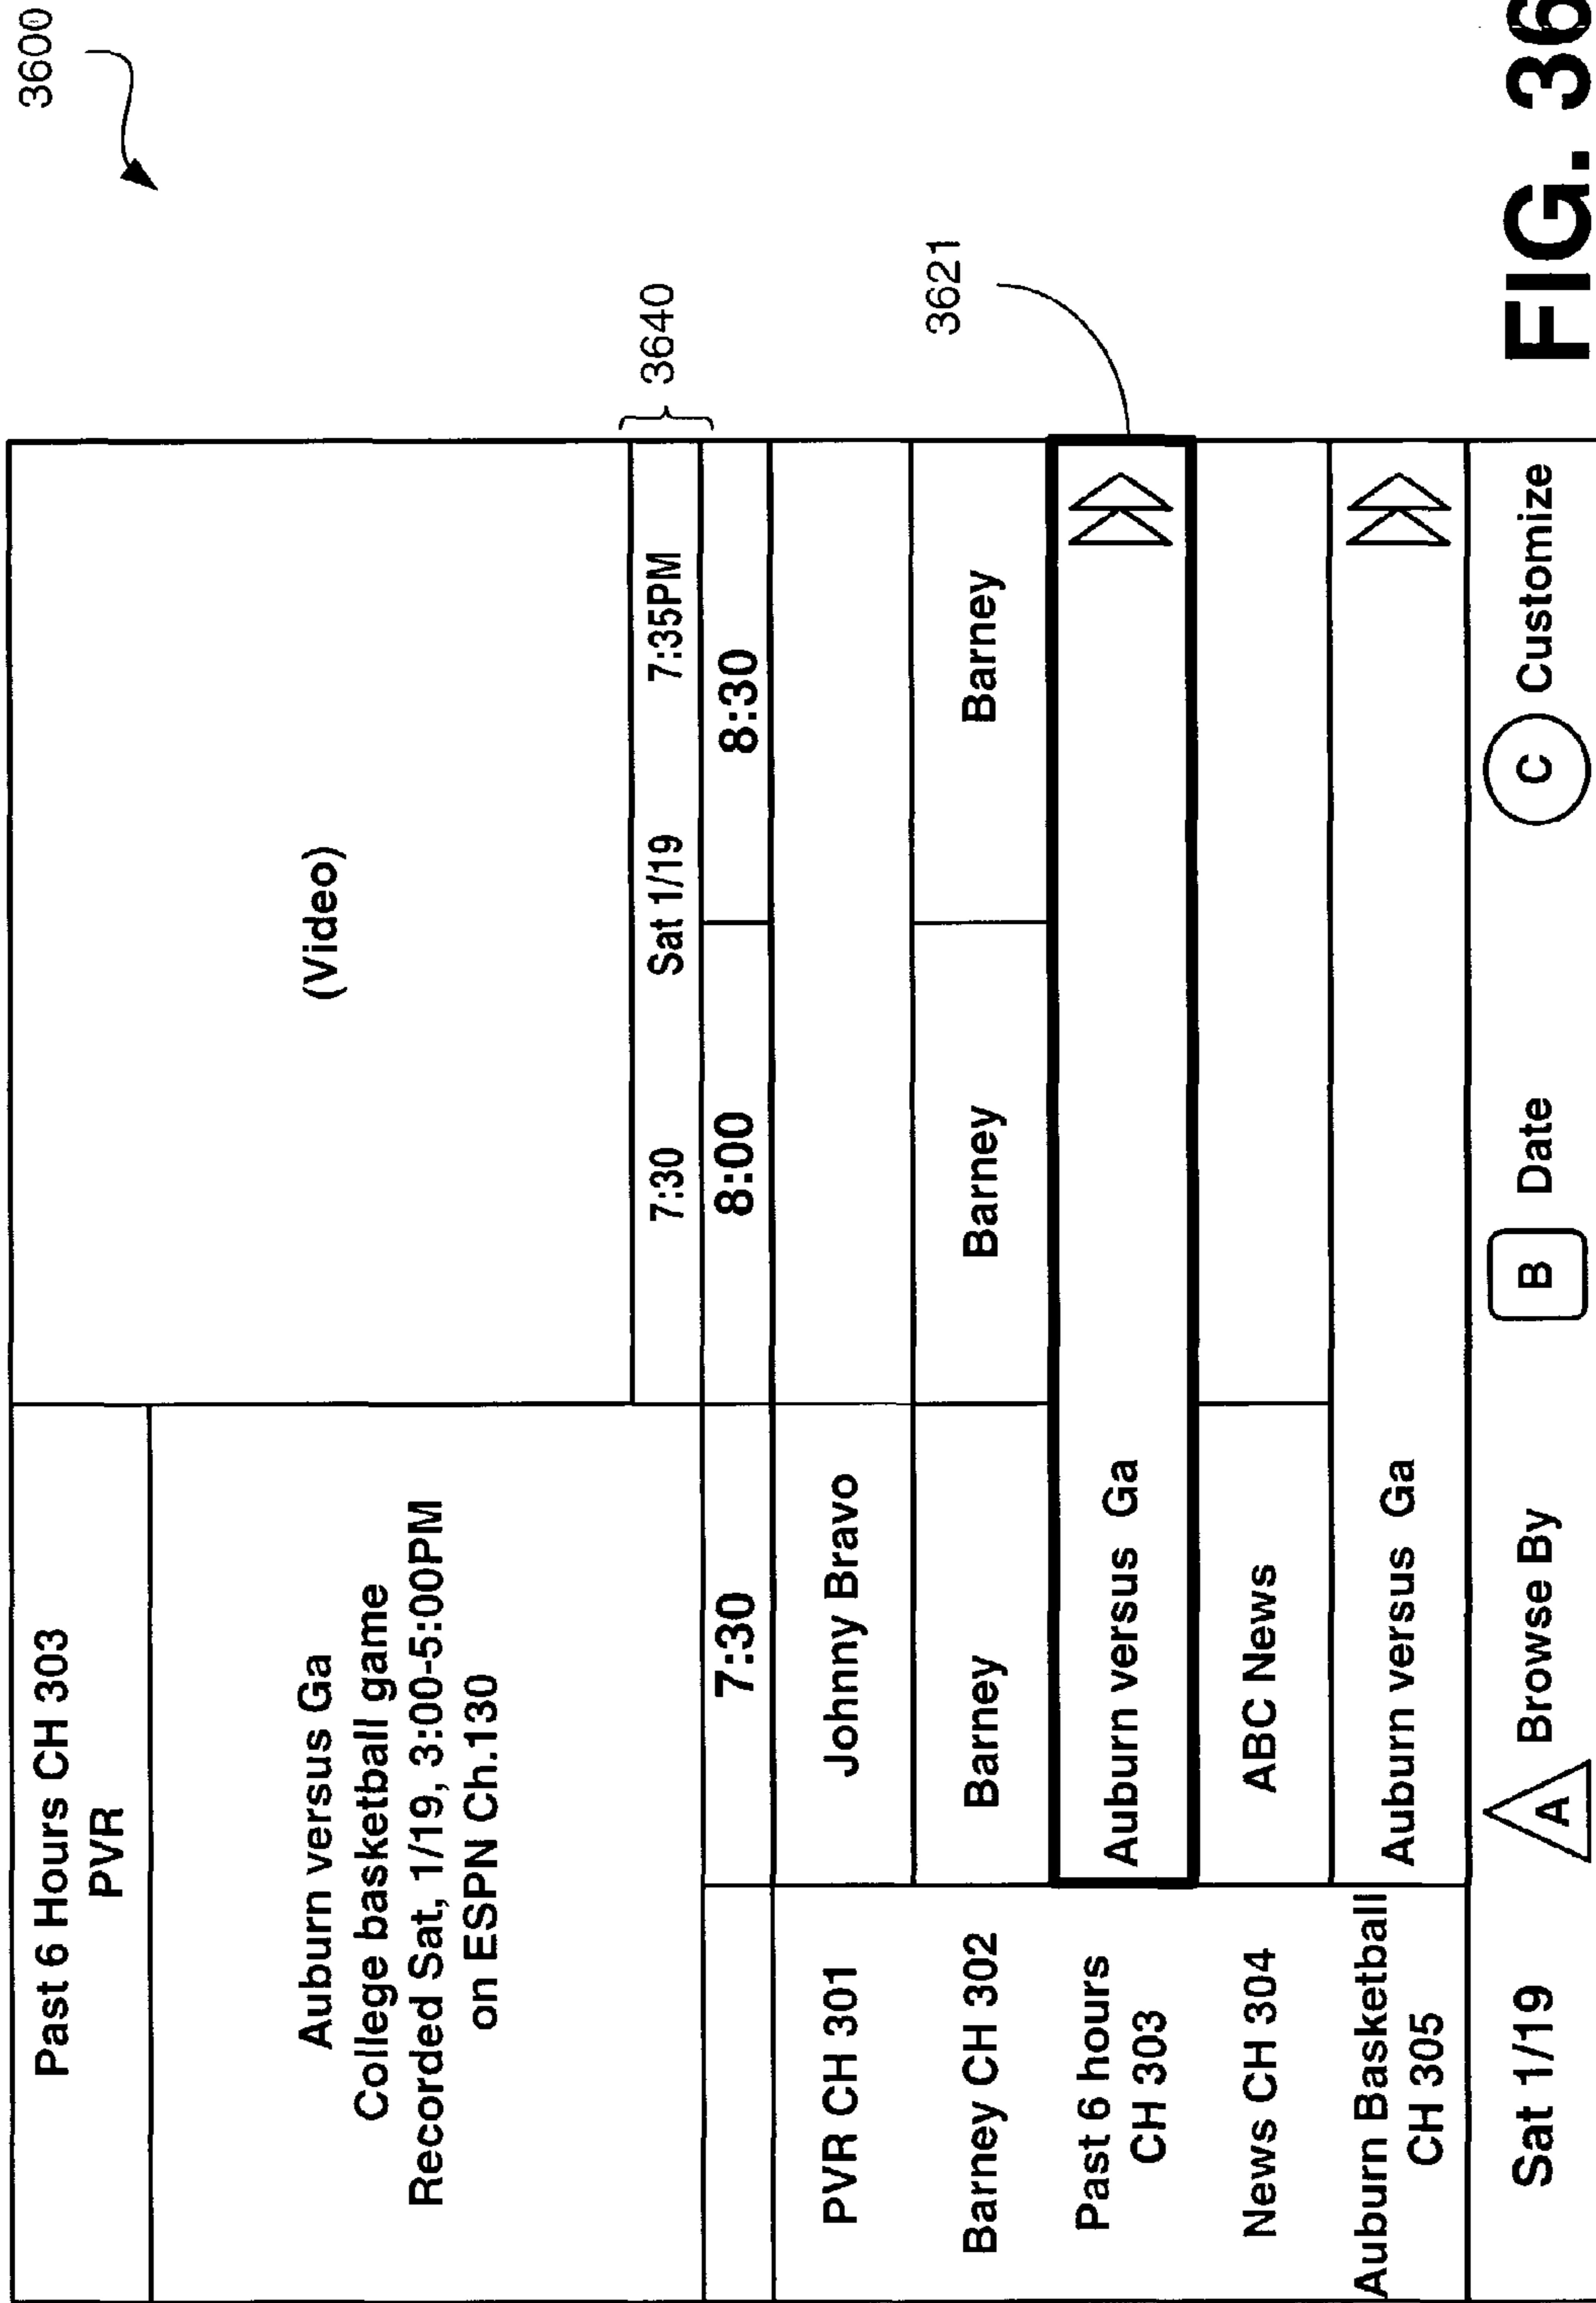 3600
Past 6 Hours CH 303
PVR
Auburn versus Ga
College basketball game
Recorded Sat, 1/19, 3:00-5:00PM
on ESPN Ch.130
(Video)
7:30 Sat 1/19 7:35PM
3640
7:30 8:00 8:30
PVR CH 301 Johnny Bravo
Barney CH 302 Barney Barney Barney
3621
Past 6 hours
CH 303
Auburn versus Ga
News CH 304 ABC News
Auburn Basketball
CH 305
Auburn versus Ga
Sat 1/19 A Browse By B Date C Customize
FIG. 36